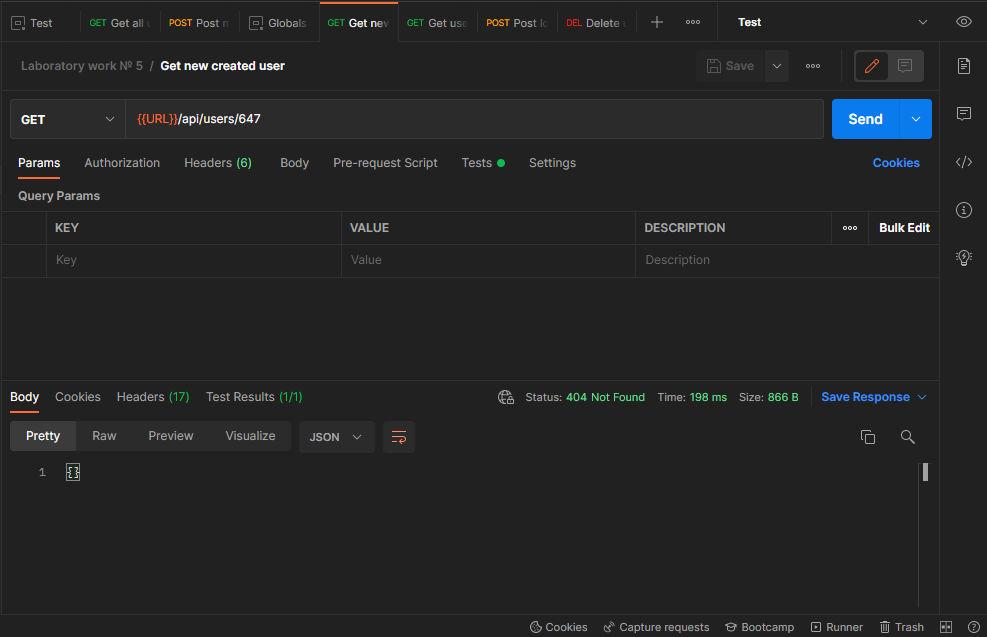 Test GET Get all POST Post Globals GET Get new GET Get use POST Post DEL Delete Test
Laboratory work № 5 / Get new created user Save
GET {{URL}}/api/users/647 Send
Params Authorization Headers (6) Body Pre-request Script Tests Settings Cookies
Query Params
KEY VALUE DESCRIPTION Bulk Edit
Key Value Description
Body Cookies Headers (17) Test Results (1/1) Status: 404 Not Found Time: 198 ms Size: 866 B Save Response
Pretty Raw Preview Visualize JSON
1 {}
Cookies Capture requests Bootcamp Runner Trash